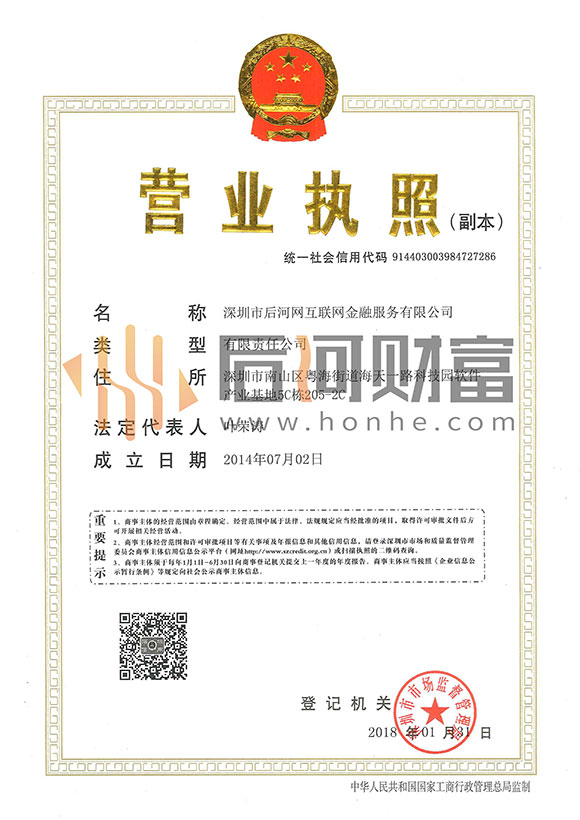 营业执照
(副本)
统一社会信用代码 914403003984727286
名称 深圳市后河网互联网金融服务有限公司
类型 有限责任公司
住所 深圳市南山区粤海街道海天一路科技园软件
产业基地5C栋205-2C
法定代表人 叶荣涛
成立日期 2014年07月02日
后河财富
www.honhe.com
重要提示
1、商事主体的经营范围由章程确定。经营范围中属于法律、法规规定应当经批准的项目，取得许可审批文件后方
可开展相关经营活动。
2、商事主体经营范围和许可审批项目等有关事项及年报信息和其他信用信息，请登录深圳市市场和质量监督管理
委员会商事主体信用信息公示平台（网址http://www.szcredit.org.cn）或扫描执照的二维码查询。
3、商事主体须于每年1月1日-6月30日向商事登记机关提交上一年度的年度报告。商事主体应当按照《企业信息公
示暂行条例》等规定向社会公示商事主体信息。
登记机关
深圳市市场监督管理局
2018 年 01 月 31 日
中华人民共和国国家工商行政管理总局监制